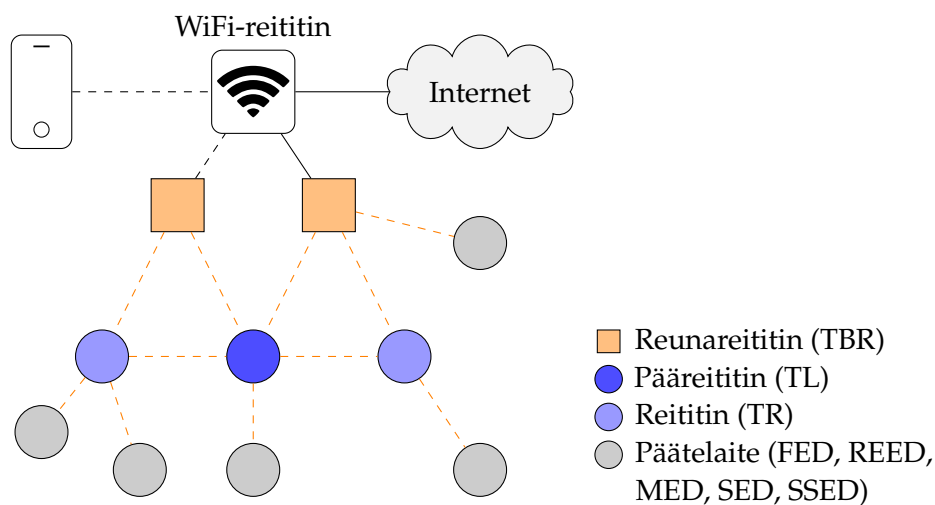 WiFi-reititin
Internet
Reunareititin (TBR)
Pääreititin (TL)
Reititin (TR)
Päätelaite (FED, REED,
MED, SED, SSED)